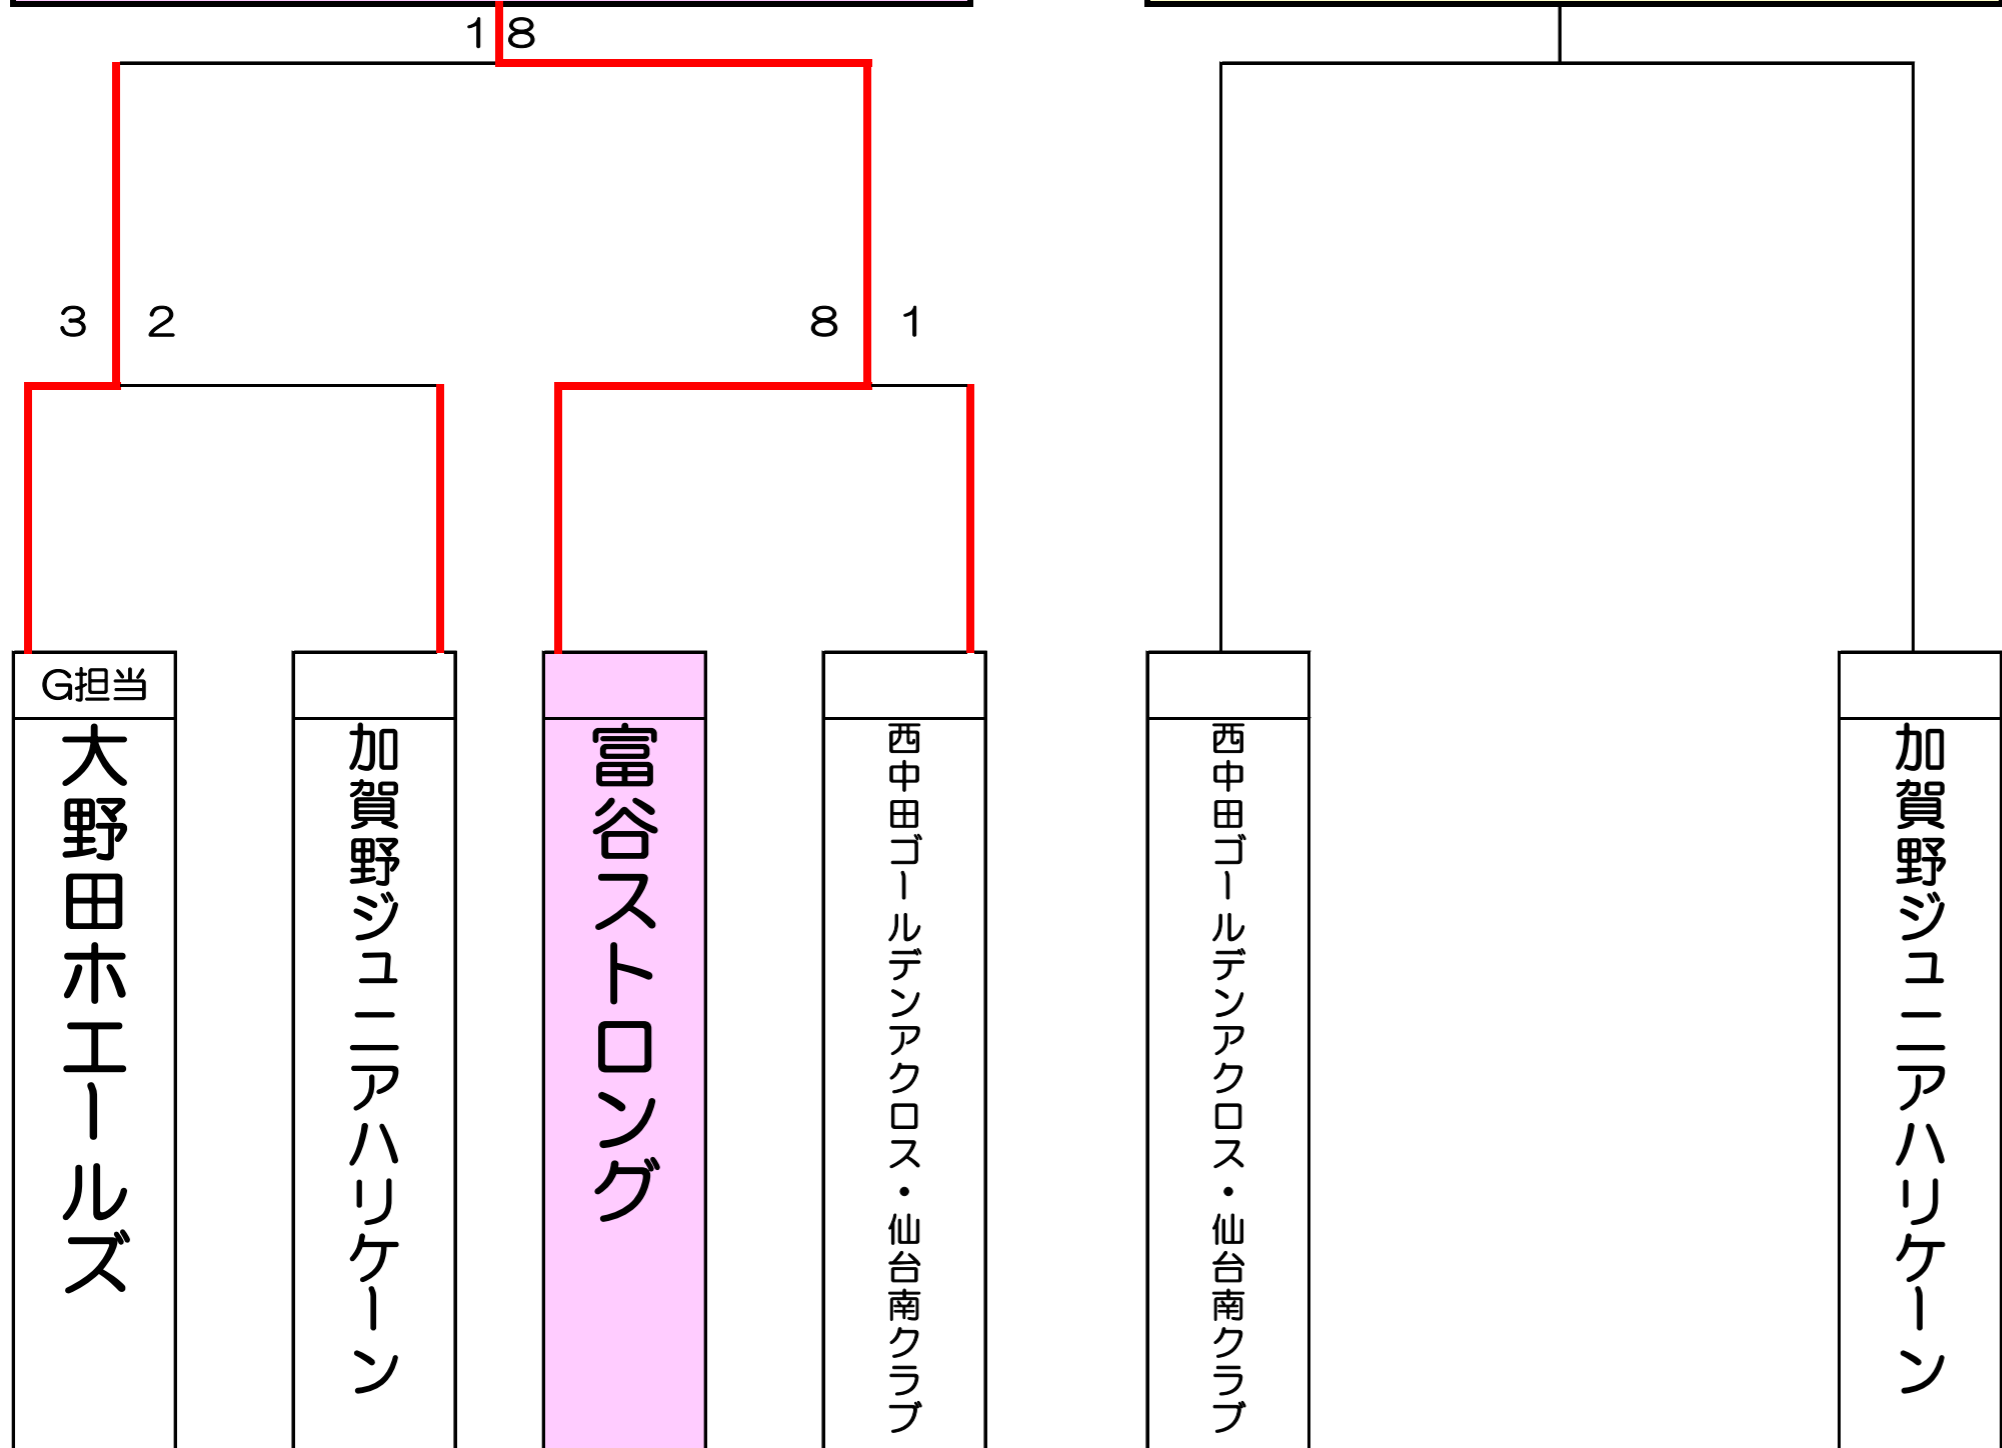 1 8
3 2
8 1
G担当
大野田ホエールズ
加賀野ジュニアハリケーン
富谷ストロング
西中田ゴールデンアクロス・仙台南クラブ
西中田ゴールデンアクロス・仙台南クラブ
加賀野ジュニアハリケーン